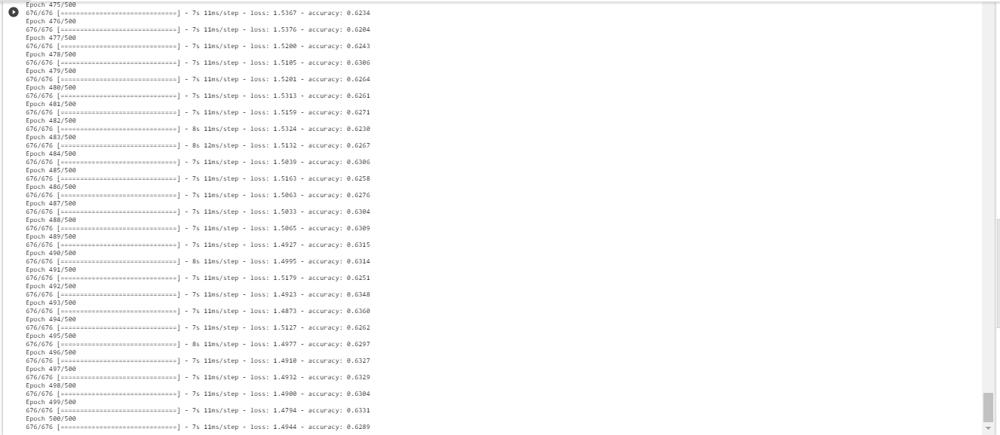 Epoch 475/500
676/676 [==============================] - 7s 11ms/step - loss: 1.5367 - accuracy: 0.6234
Epoch 476/500
676/676 [==============================] - 7s 11ms/step - loss: 1.5376 - accuracy: 0.6204
Epoch 477/500
676/676 [==============================] - 7s 11ms/step - loss: 1.5200 - accuracy: 0.6243
Epoch 478/500
676/676 [==============================] - 7s 11ms/step - loss: 1.5105 - accuracy: 0.6306
Epoch 479/500
676/676 [==============================] - 7s 11ms/step - loss: 1.5201 - accuracy: 0.6264
Epoch 480/500
676/676 [==============================] - 7s 11ms/step - loss: 1.5313 - accuracy: 0.6261
Epoch 481/500
676/676 [==============================] - 7s 11ms/step - loss: 1.5159 - accuracy: 0.6271
Epoch 482/500
676/676 [==============================] - 8s 11ms/step - loss: 1.5324 - accuracy: 0.6230
Epoch 483/500
676/676 [==============================] - 8s 12ms/step - loss: 1.5132 - accuracy: 0.6267
Epoch 484/500
676/676 [==============================] - 7s 11ms/step - loss: 1.5039 - accuracy: 0.6306
Epoch 485/500
676/676 [==============================] - 7s 11ms/step - loss: 1.5163 - accuracy: 0.6258
Epoch 486/500
676/676 [==============================] - 7s 11ms/step - loss: 1.5063 - accuracy: 0.6276
Epoch 487/500
676/676 [==============================] - 7s 11ms/step - loss: 1.5033 - accuracy: 0.6304
Epoch 488/500
676/676 [==============================] - 7s 11ms/step - loss: 1.5065 - accuracy: 0.6309
Epoch 489/500
676/676 [==============================] - 7s 11ms/step - loss: 1.4927 - accuracy: 0.6315
Epoch 490/500
676/676 [==============================] - 8s 11ms/step - loss: 1.4995 - accuracy: 0.6314
Epoch 491/500
676/676 [==============================] - 7s 11ms/step - loss: 1.5179 - accuracy: 0.6251
Epoch 492/500
676/676 [==============================] - 7s 11ms/step - loss: 1.4923 - accuracy: 0.6348
Epoch 493/500
676/676 [==============================] - 7s 11ms/step - loss: 1.4873 - accuracy: 0.6360
Epoch 494/500
676/676 [==============================] - 7s 11ms/step - loss: 1.5127 - accuracy: 0.6262
Epoch 495/500
676/676 [==============================] - 8s 11ms/step - loss: 1.4977 - accuracy: 0.6297
Epoch 496/500
676/676 [==============================] - 7s 11ms/step - loss: 1.4910 - accuracy: 0.6327
Epoch 497/500
676/676 [==============================] - 7s 11ms/step - loss: 1.4932 - accuracy: 0.6329
Epoch 498/500
676/676 [==============================] - 7s 11ms/step - loss: 1.4900 - accuracy: 0.6304
Epoch 499/500
676/676 [==============================] - 7s 11ms/step - loss: 1.4794 - accuracy: 0.6331
Epoch 500/500
676/676 [==============================] - 7s 11ms/step - loss: 1.4944 - accuracy: 0.6289